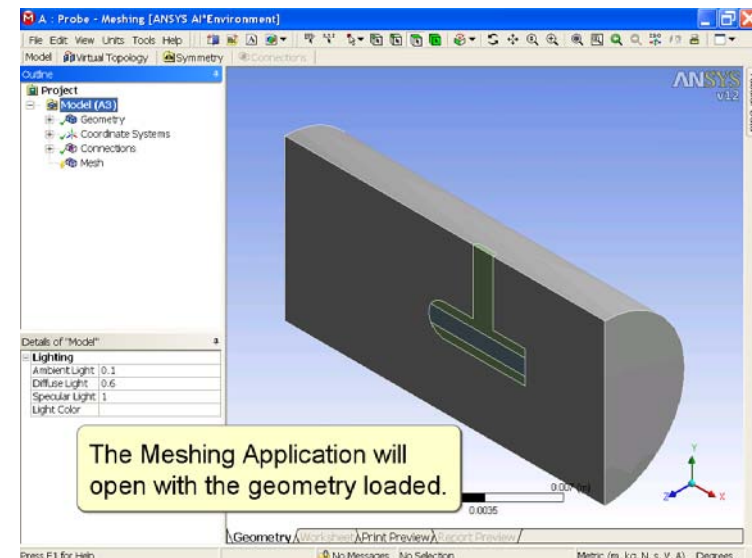 A : Probe - Meshing [ANSYS AI*Environment]
File Edit View Units Tools Help
Model Virtual Topology Symmetry Connections
Outline
Project
Model (A3)
Geometry
Coordinate Systems
Connections
Mesh
ANSYS
v12
Details of "Model"
Lighting
Ambient Light 0.1
Diffuse Light 0.6
Specular Light 1
Light Color
The Meshing Application will
open with the geometry loaded.
0.007 (m)
0.0035
Y
Z
X
Geometry Worksheet Print Preview Report Preview
Press F1 for Help No Messages No Selection Metric (m, kg, N, s, V, A) Degrees